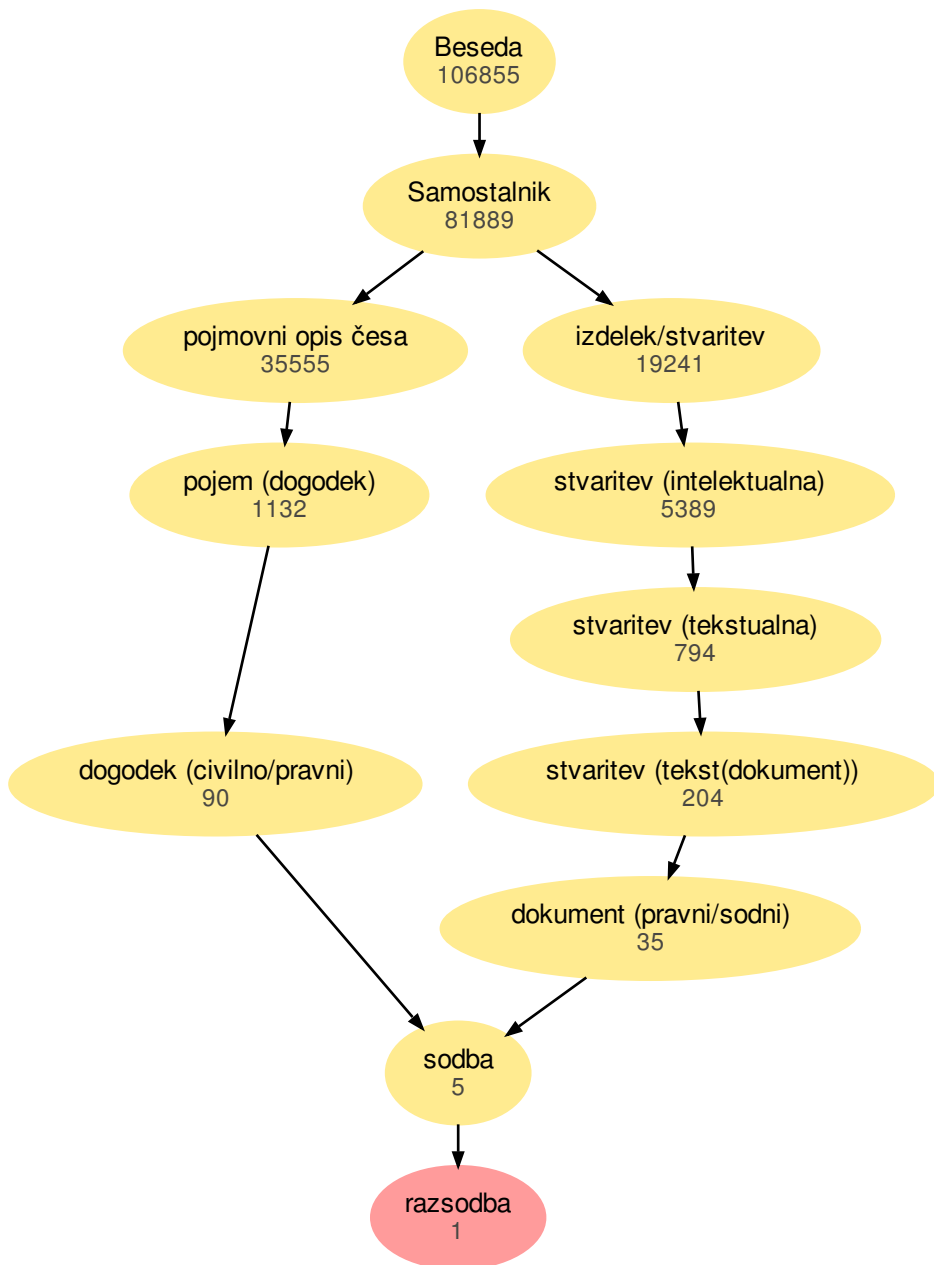 Beseda
106855
Samostalnik
81889
pojmovni opis česa
35555
izdelek/stvaritev
19241
pojem (dogodek)
1132
stvaritev (intelektualna)
5389
stvaritev (tekstualna)
794
dogodek (civilno/pravni)
90
stvaritev (tekst(dokument))
204
dokument (pravni/sodni)
35
sodba
5
razsodba
1